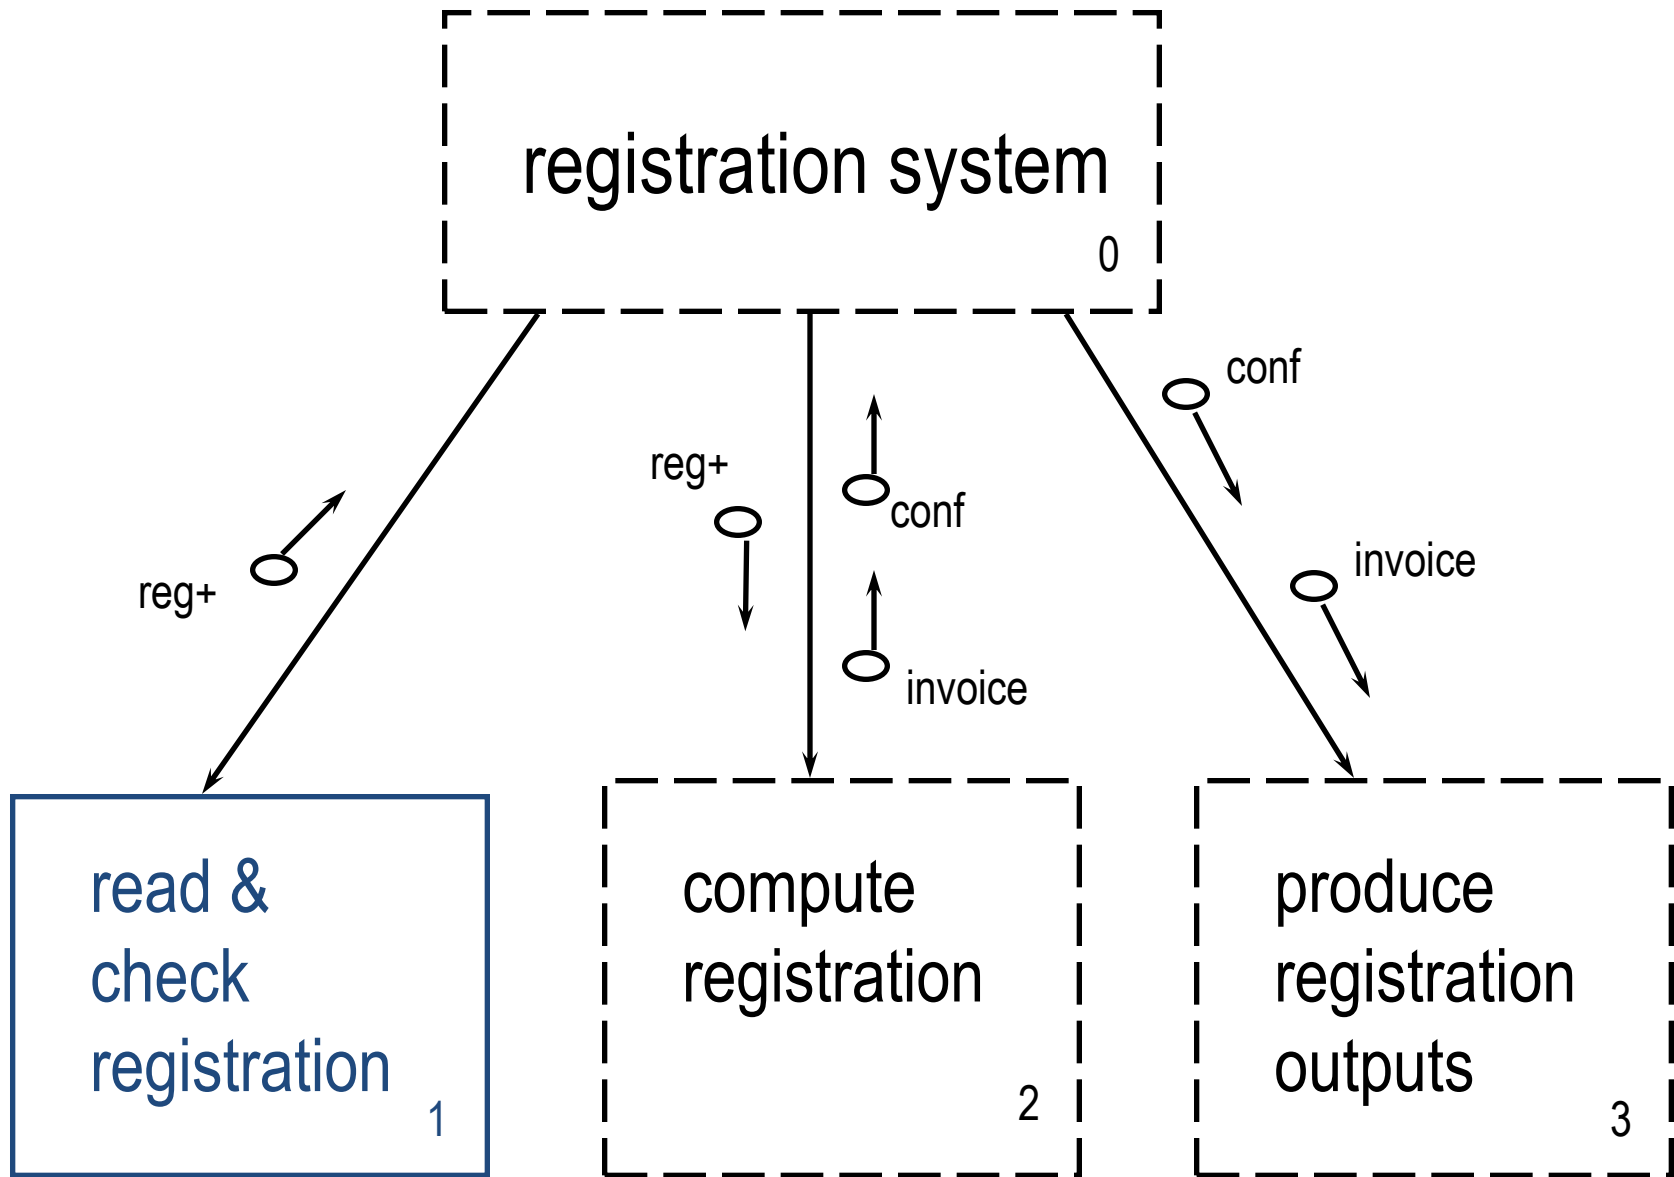 registration system
0
conf
reg+
conf
invoice
reg+
invoice
read &
check
registration
1
compute
registration
2
produce
registration
outputs
3